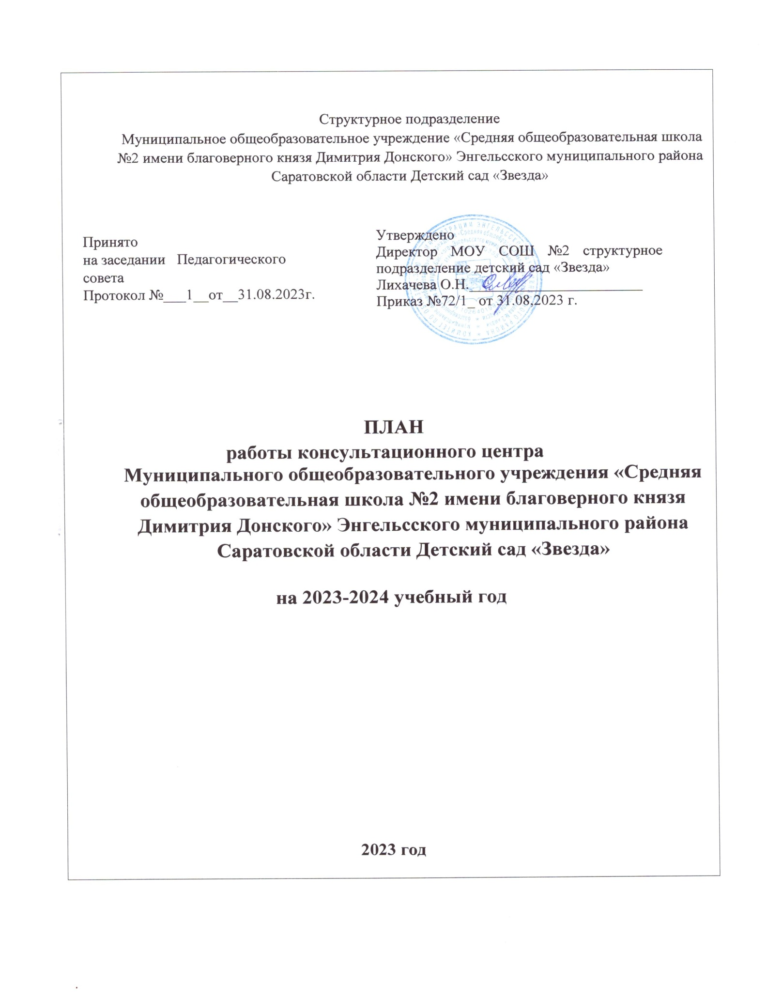 Структурное подразделение
Муниципальное общеобразовательное учреждение «Средняя общеобразовательная школа
№2 имени благоверного князя Димитрия Донского» Энгельсского муниципального района
Саратовской области Детский сад «Звезда»
Принято
на заседании Педагогического
совета
Протокол №___1__от__31.08.2023г.
Утверждено
Директор МОУ СОШ №2 структурное
подразделение детский сад «Звезда»
Лихачева О.Н.________________________
Приказ №72/1_ от 31.08,2023 г.
ПЛАН
работы консультационного центра
Муниципального общеобразовательного учреждения «Средняя
общеобразовательная школа №2 имени благоверного князя
Димитрия Донского» Энгельсского муниципального района
Саратовской области Детский сад «Звезда»
на 2023-2024 учебный год
2023 год